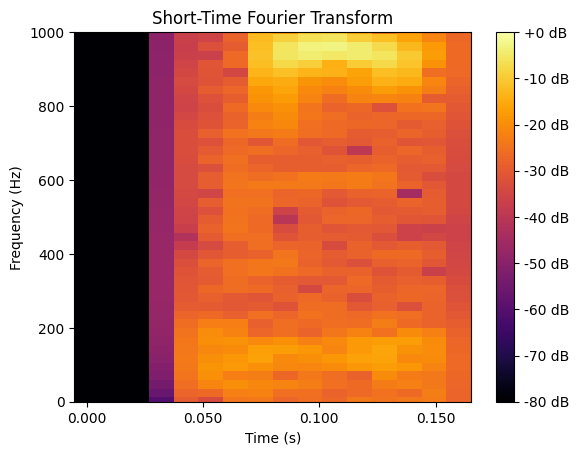 Short-Time Fourier Transform
Frequency (Hz)
1000
800
600
400
200
0
0.000
0.050
0.100
0.150
Time (s)
+0 dB
-10 dB
-20 dB
-30 dB
-40 dB
-50 dB
-60 dB
-70 dB
-80 dB